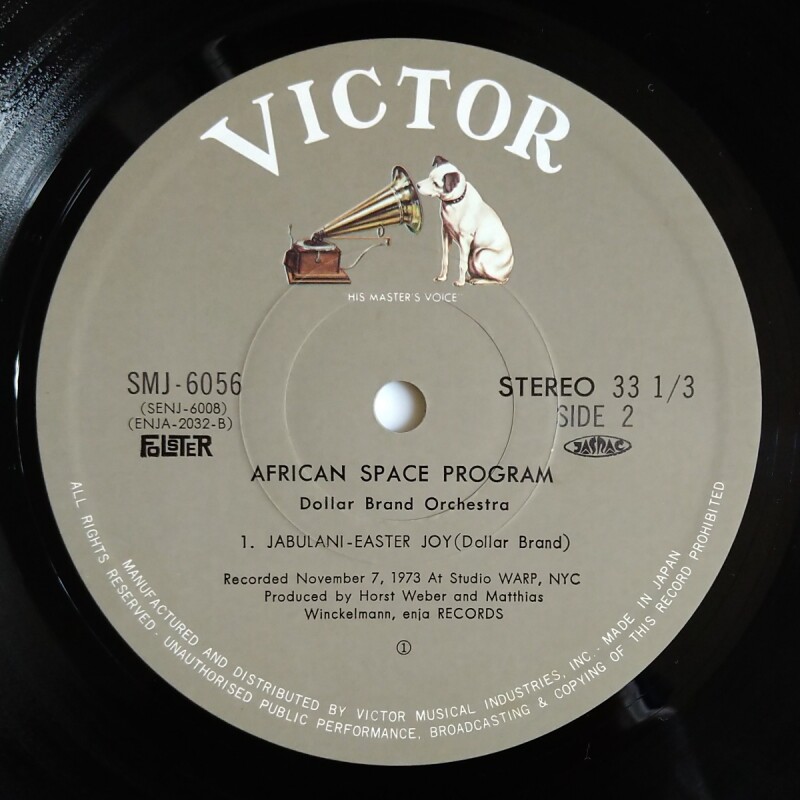 VICTOR
HIS MASTER'S VOICE
SMJ-6056
(SENJ-6008)
(ENJA-2032-B)
FOLSTER
STEREO 33 1/3
SIDE 2
JASRAC
AFRICAN SPACE PROGRAM
Dollar Brand Orchestra
1. JABULANI-EASTER JOY(Dollar Brand)
Recorded November 7, 1973 At Studio WARP, NYC
Produced by Horst Weber and Matthias
Winckelmann, enja RECORDS
①
MANUFACTURED AND DISTRIBUTED BY VICTOR MUSICAL INDUSTRIES, INC. · MADE IN JAPAN
ALL RIGHTS RESERVED. UNAUTHORISED PUBLIC PERFORMANCE, BROADCASTING & COPYING OF THIS RECORD PROHIBITED